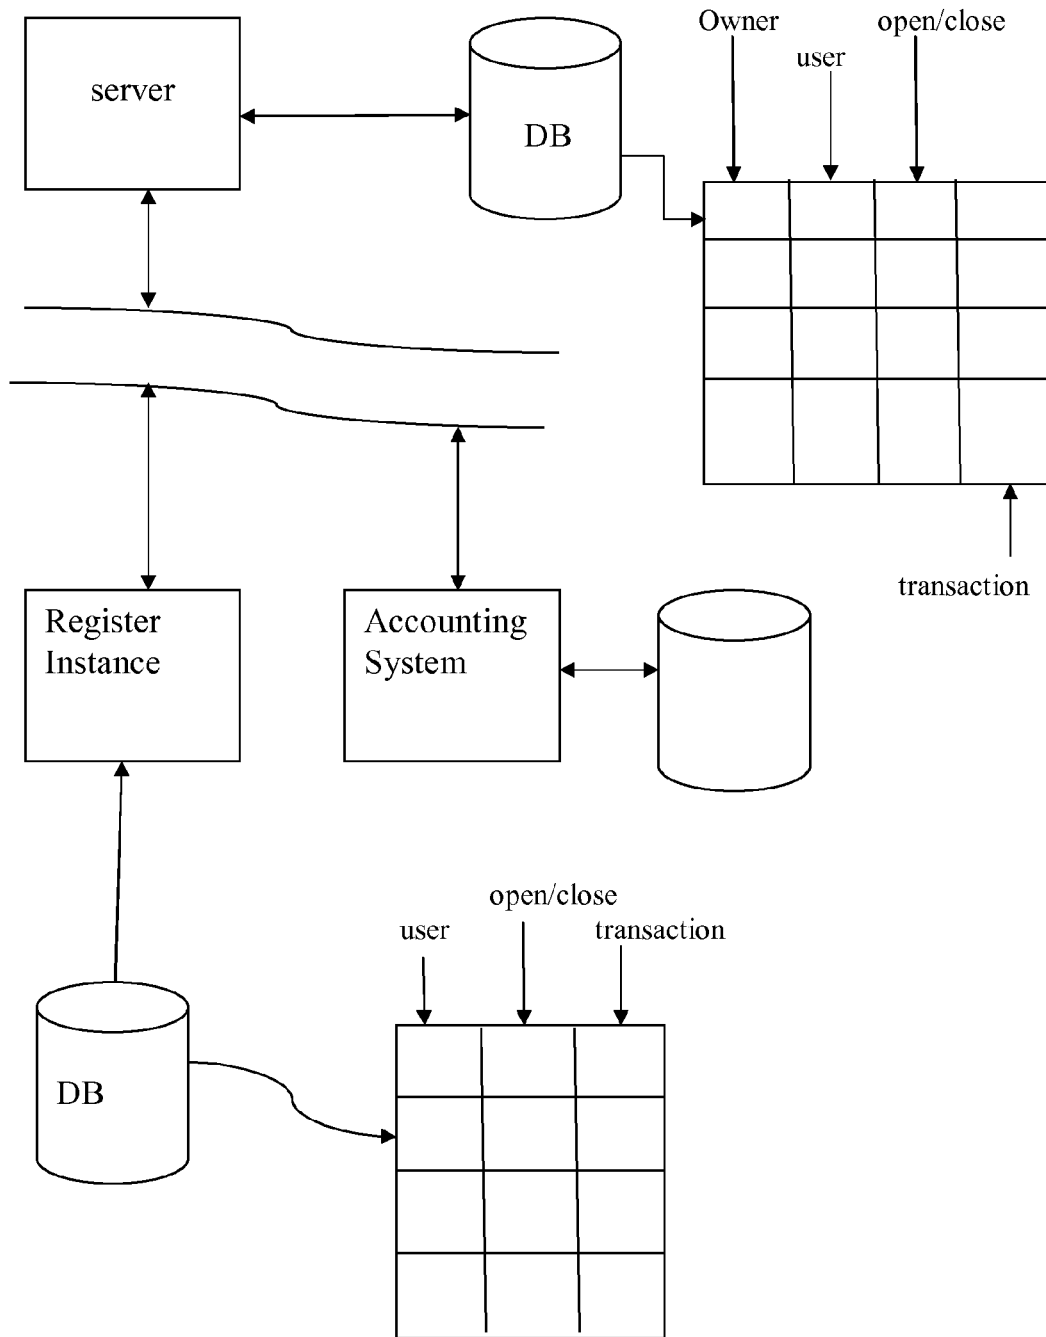 Owner
open/close
user
server
DB
transaction
Register
Instance
Accounting
System
open/close
user
transaction
DB